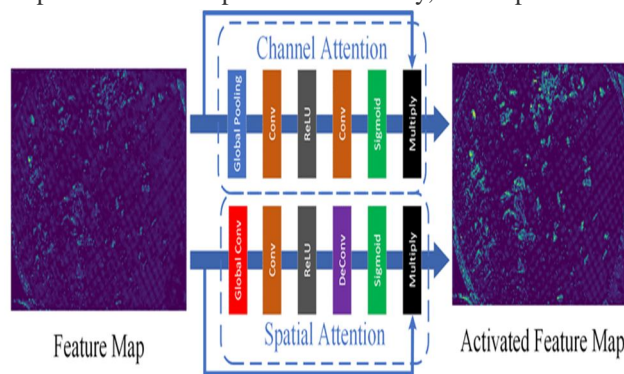 Channel Attention
Global Pooling
Conv
ReLU
Conv
Sigmoid
Multiply
Global Conv
Conv
ReLU
DeConv
Sigmoid
Multiply
Spatial Attention
Feature Map
Activated Feature Map